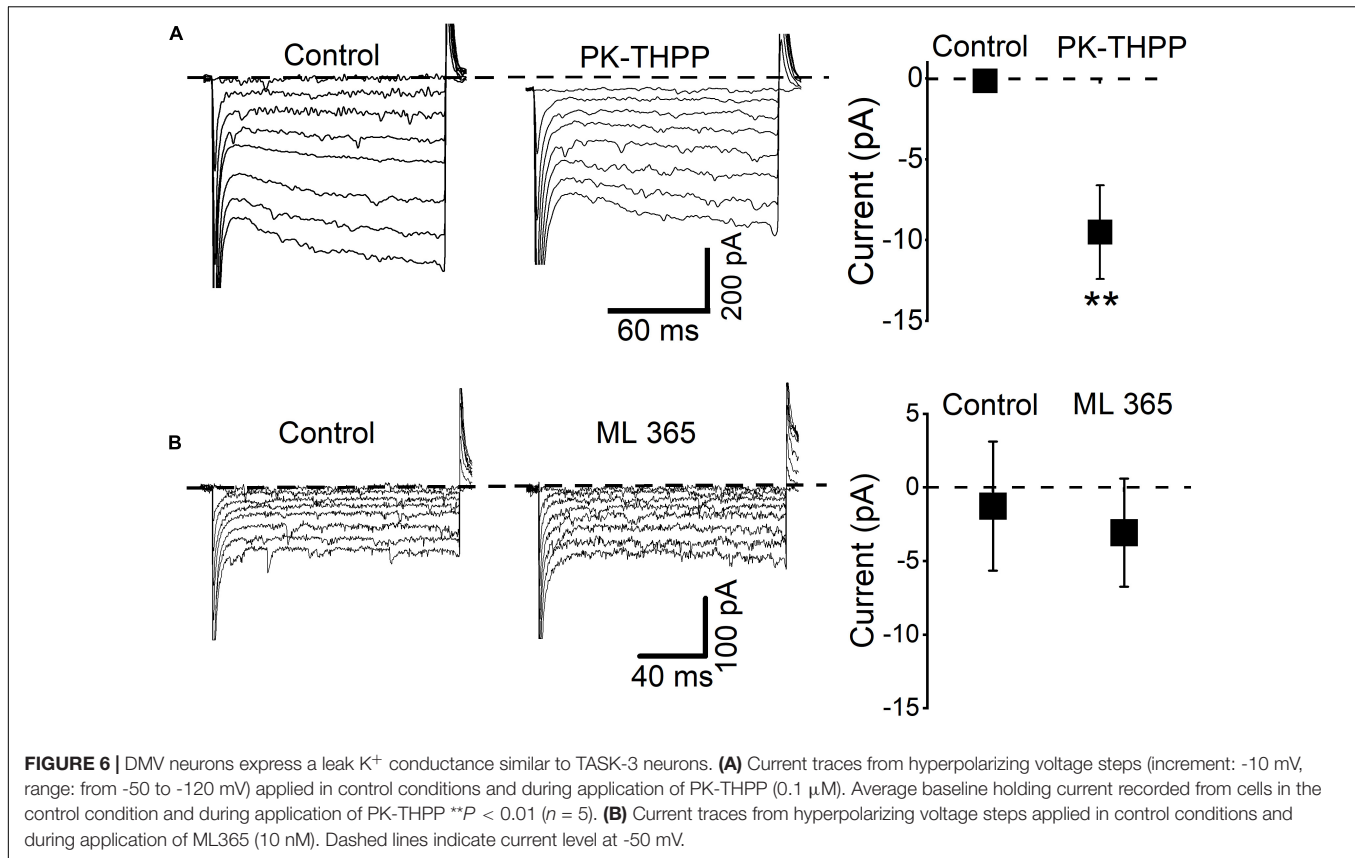 A
Control
PK-THPP
200 pA
60 ms
Control
PK-THPP
0
-5
-10
-15
Current (pA)
**
B
Control
ML 365
100 pA
40 ms
Control
ML 365
5
0
-5
-10
-15
Current (pA)
FIGURE 6 | DMV neurons express a leak K+ conductance similar to TASK-3 neurons. (A) Current traces from hyperpolarizing voltage steps (increment: -10 mV,
range: from -50 to -120 mV) applied in control conditions and during application of PK-THPP (0.1 μM). Average baseline holding current recorded from cells in the
control condition and during application of PK-THPP **P < 0.01 (n = 5). (B) Current traces from hyperpolarizing voltage steps applied in control conditions and
during application of ML365 (10 nM). Dashed lines indicate current level at -50 mV.